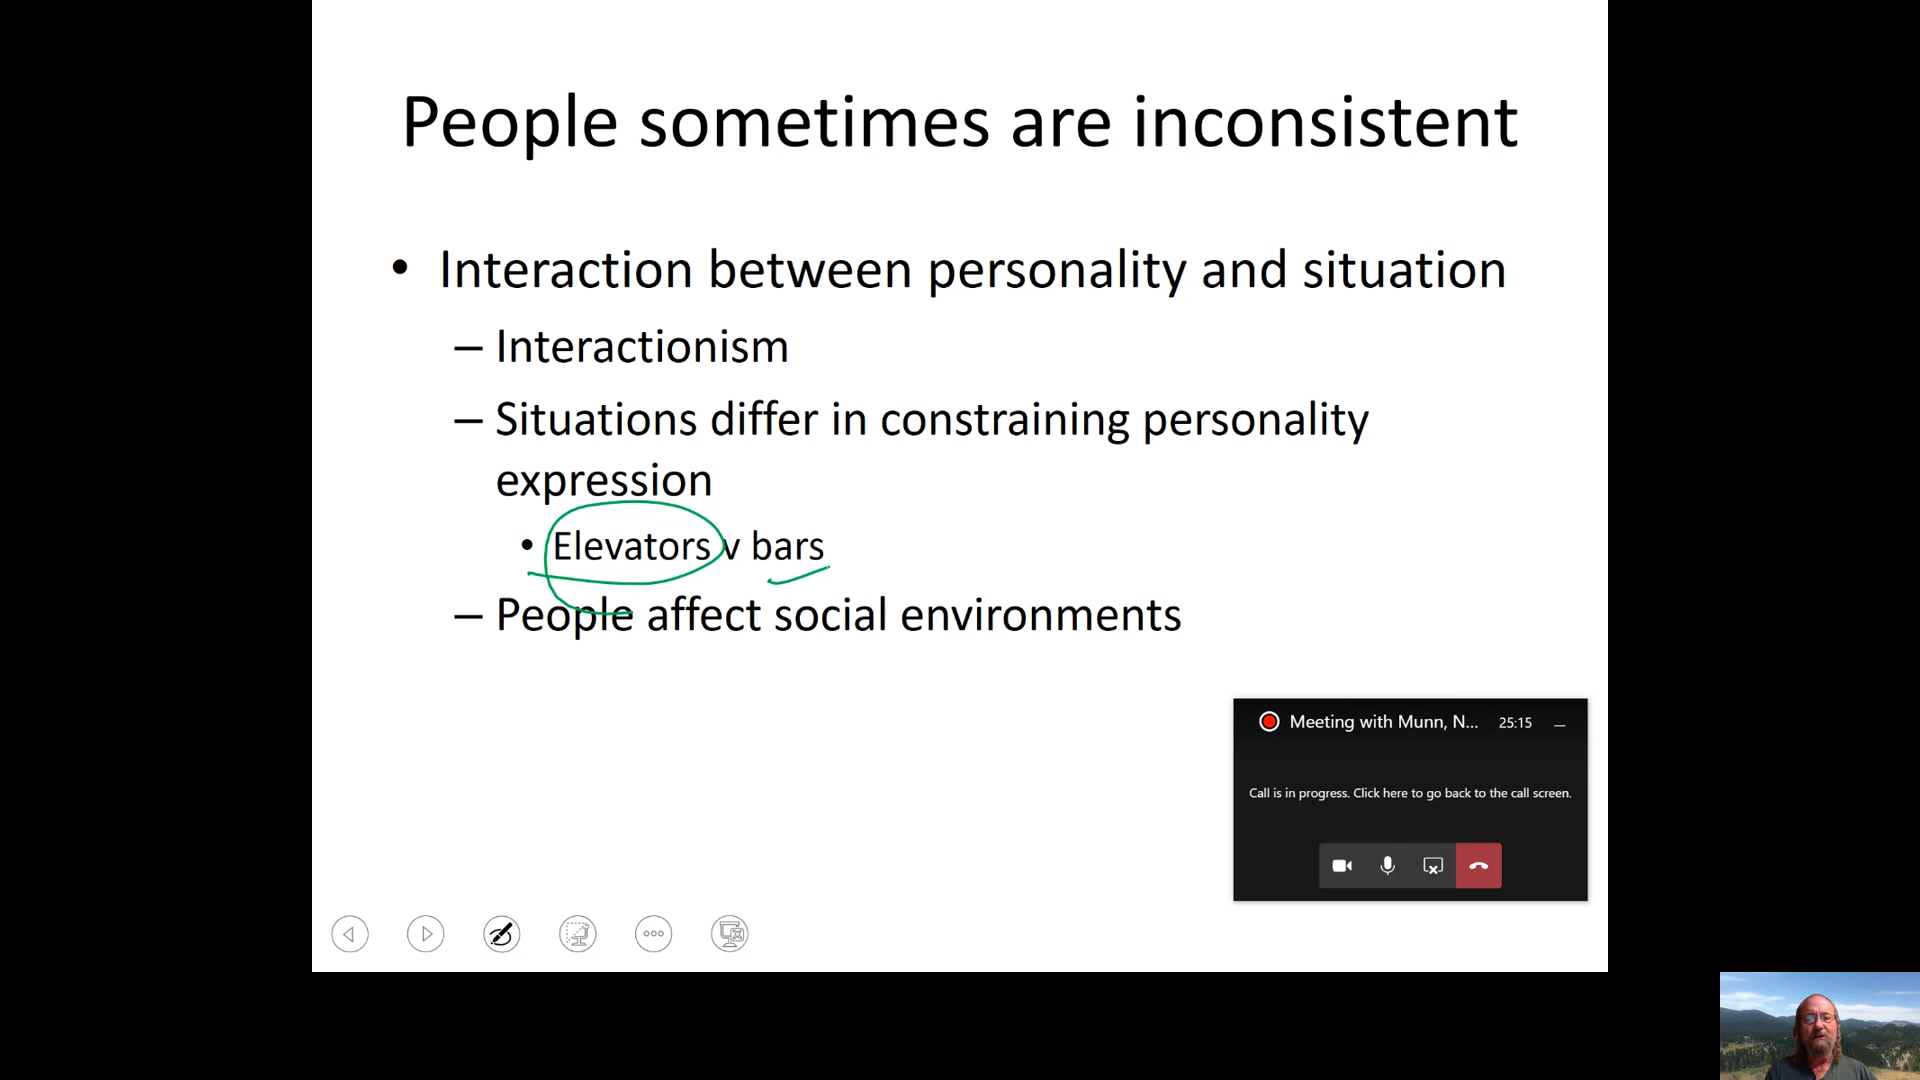 People sometimes are inconsistent
• Interaction between personality and situation
– Interactionism
– Situations differ in constraining personality
expression
• Elevators v bars
– People affect social environments
Meeting with Munn, N... 25:15
Call is in progress. Click here to go back to the call screen.